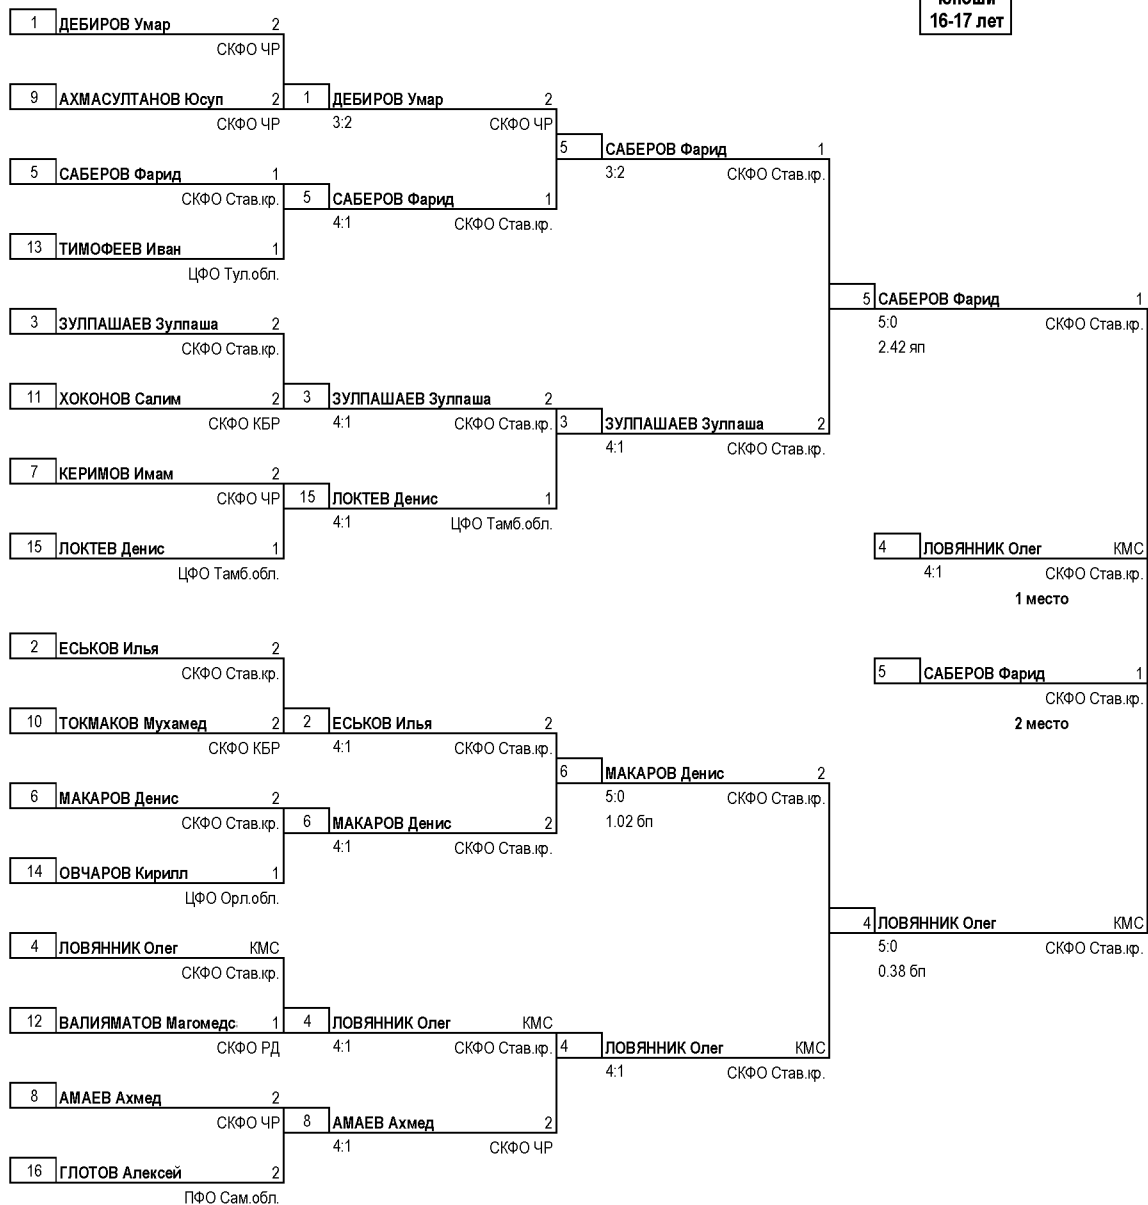 юноши
16-17 лет
1 ДЕБИРОВ Умар 2
СКФО ЧР
9 АХМАСУЛТАНОВ Юсуп 2 1 ДЕБИРОВ Умар 2
СКФО ЧР 3:2 СКФО ЧР
5 САБЕРОВ Фарид 1
3:2 СКФО Став.кр.
5 САБЕРОВ Фарид 1
СКФО Став.кр. 5 САБЕРОВ Фарид 1
4:1 СКФО Став.кр.
13 ТИМОФЕЕВ Иван 1
ЦФО Тул.обл.
5 САБЕРОВ Фарид 1
5:0 СКФО Став.кр.
2.42 яп
3 ЗУЛПАШАЕВ Зулпаша 2
СКФО Став.кр.
11 ХОКОНОВ Салим 2 3 ЗУЛПАШАЕВ Зулпаша 2
СКФО КБР 4:1 СКФО Став.кр. 3 ЗУЛПАШАЕВ Зулпаша 2
4:1 СКФО Став.кр.
7 КЕРИМОВ Имам 2
СКФО ЧР 15 ЛОКТЕВ Денис 1
4:1 ЦФО Тамб.обл.
15 ЛОКТЕВ Денис 1
ЦФО Тамб.обл.
4 ЛОВЯННИК Олег КМС
4:1 СКФО Став.кр.
1 место
2 ЕСЬКОВ Илья 2
СКФО Став.кр.
5 САБЕРОВ Фарид 1
СКФО Став.кр.
2 место
10 ТОКМАКОВ Мухамед 2 2 ЕСЬКОВ Илья 2
СКФО КБР 4:1 СКФО Став.кр.
6 МАКАРОВ Денис 2
5:0 СКФО Став.кр.
1.02 бп
6 МАКАРОВ Денис 2
СКФО Став.кр. 6 МАКАРОВ Денис 2
4:1 СКФО Став.кр.
14 ОВЧАРОВ Кирилл 1
ЦФО Орл.обл.
4 ЛОВЯННИК Олег КМС
5:0 СКФО Став.кр.
0.38 бп
4 ЛОВЯННИК Олег КМС
СКФО Став.кр.
12 ВАЛИЯМАТОВ Магомедс 1 4 ЛОВЯННИК Олег КМС
СКФО РД 4:1 СКФО Став.кр. 4 ЛОВЯННИК Олег КМС
4:1 СКФО Став.кр.
8 АМАЕВ Ахмед 2
СКФО ЧР 8 АМАЕВ Ахмед 2
4:1 СКФО ЧР
16 ГЛОТОВ Алексей 2
ПФО Сам.обл.